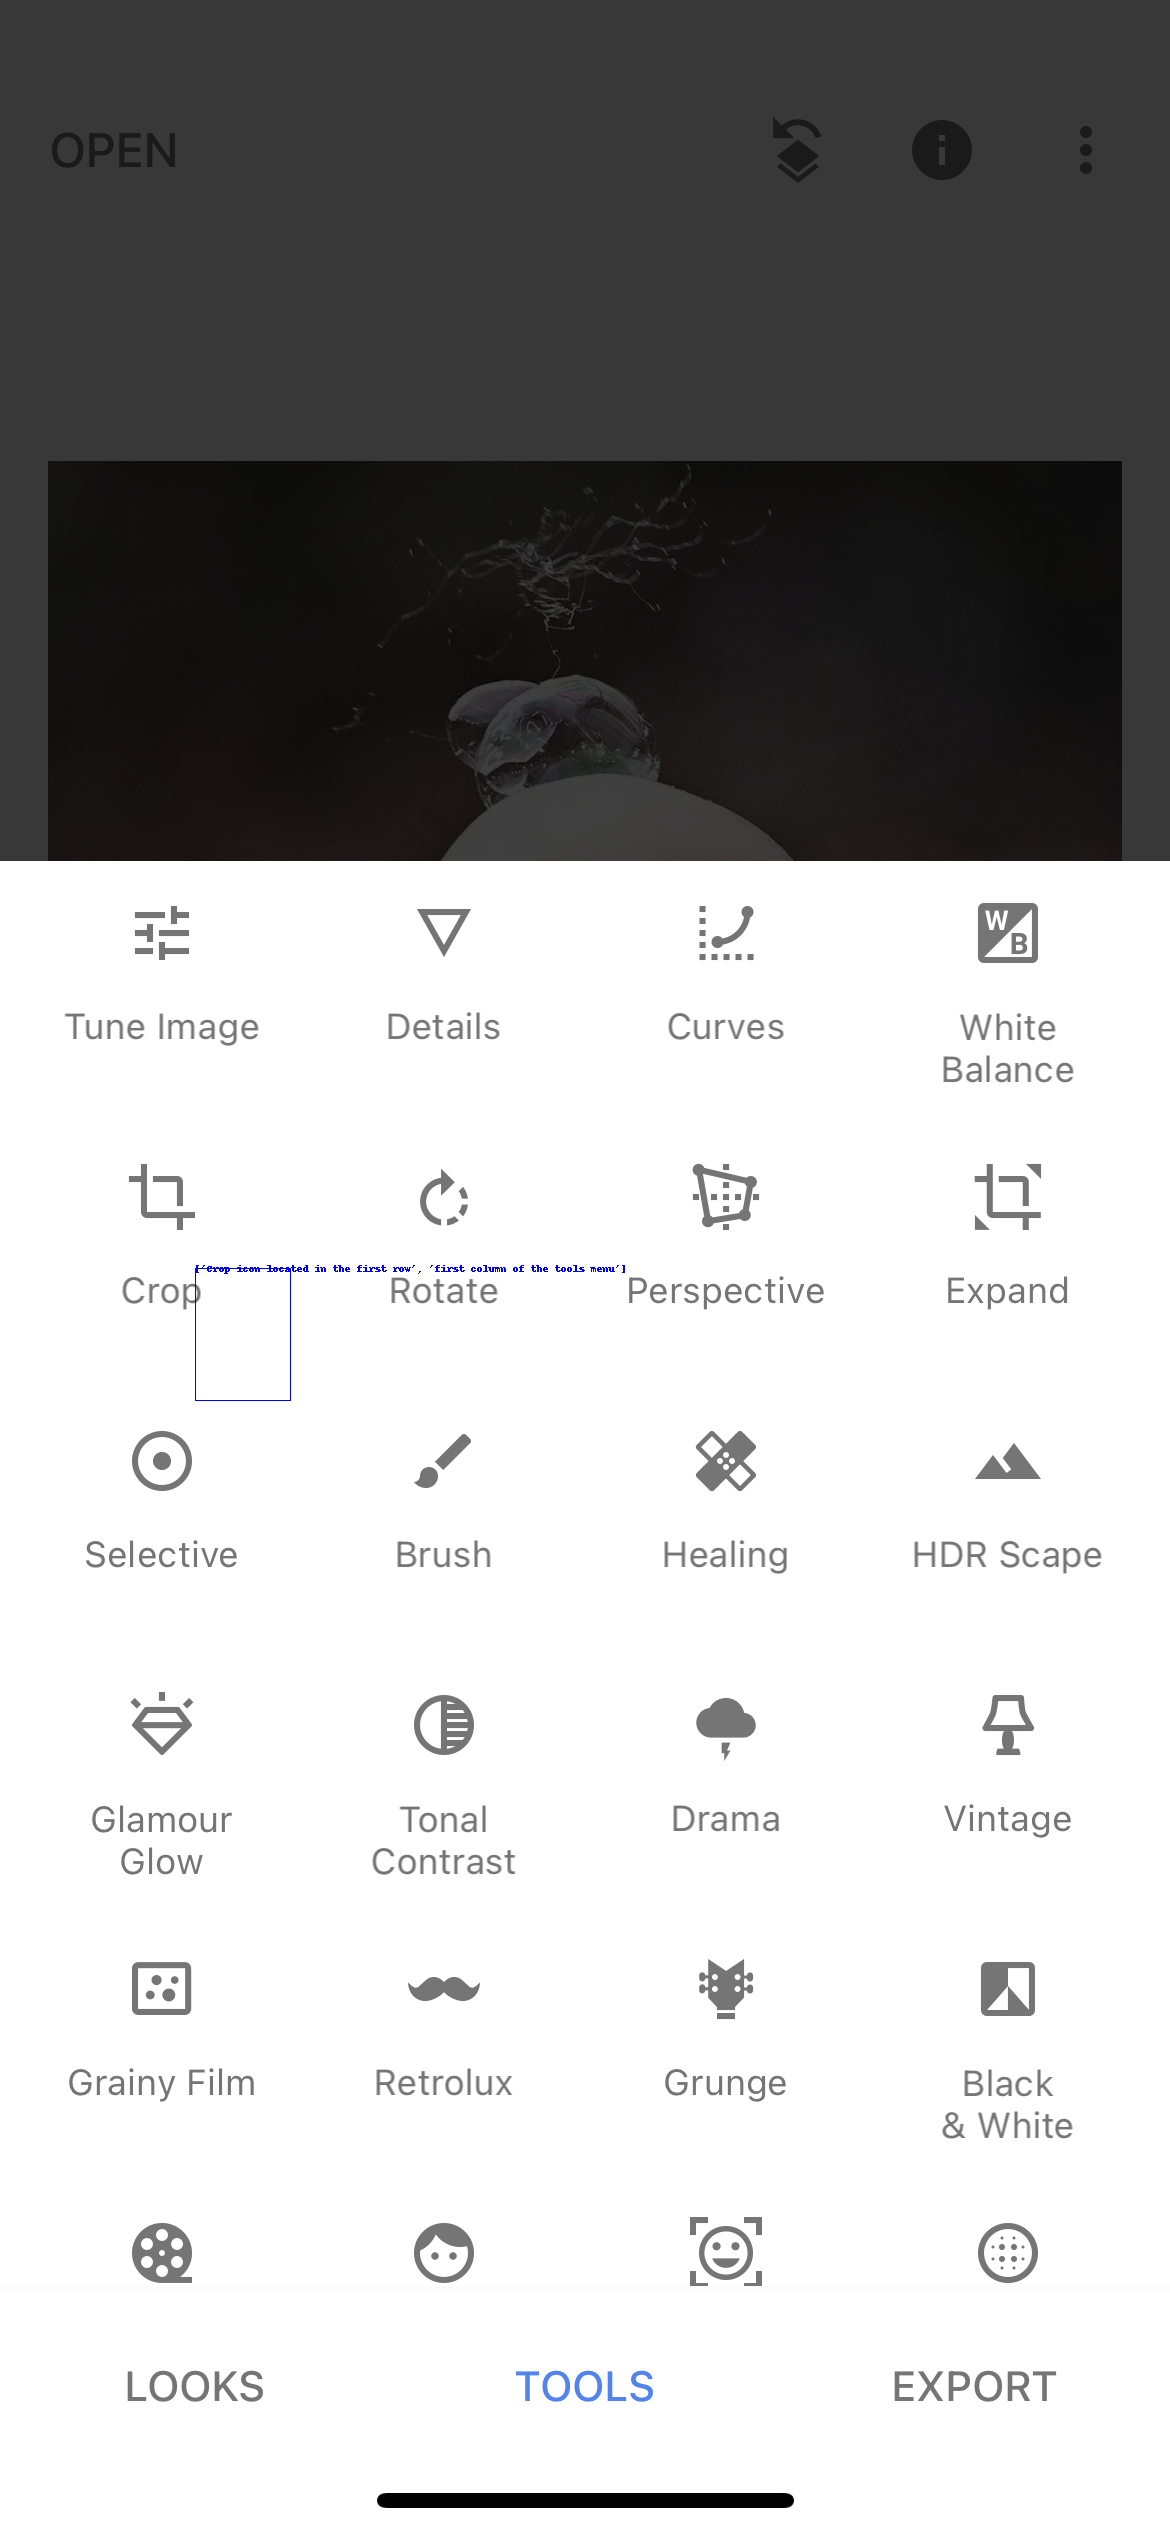 OPEN
Tune Image
Details
Curves
White
Balance
Crop
Rotate
Perspective
Expand
['Crop icon located in the first row', 'first column of the tools menu']
Selective
Brush
Healing
HDR Scape
Glamour
Glow
Tonal
Contrast
Drama
Vintage
Grainy Film
Retrolux
Grunge
Black
& White
LOOKS
TOOLS
EXPORT